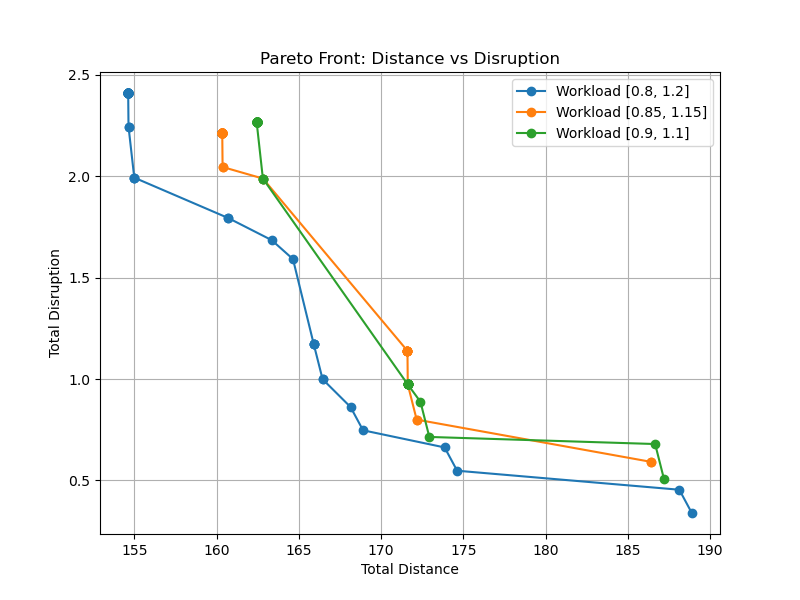 Pareto Front: Distance vs Disruption
Workload [0.8, 1.2]
Workload [0.85, 1.15]
Workload [0.9, 1.1]
Total Disruption
2.5
2.0
1.5
1.0
0.5
155 160 165 170 175 180 185 190
Total Distance